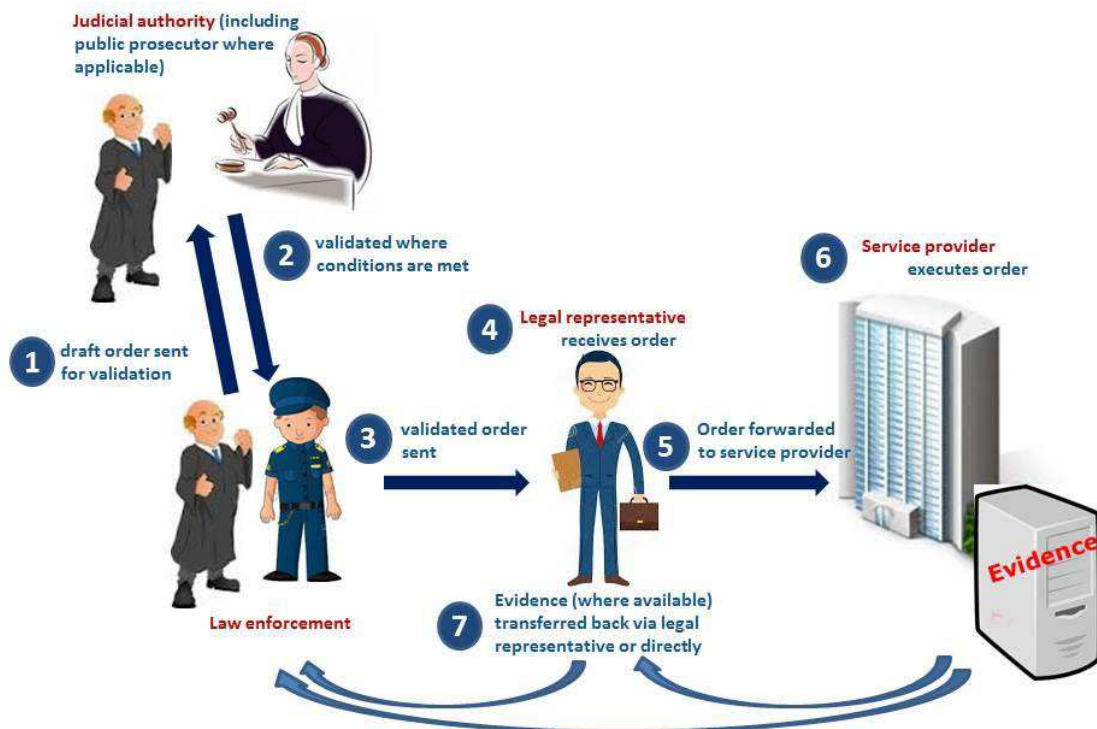 Judicial authority (including
public prosecutor where
applicable)
2
validated where
conditions are met
1
draft order sent
for validation
Law enforcement
3
validated order
sent
4
Legal representative
receives order
5
Order forwarded
to service provider
6
Service provider
executes order
Evidence
7
Evidence (where available)
transferred back via legal
representative or directly